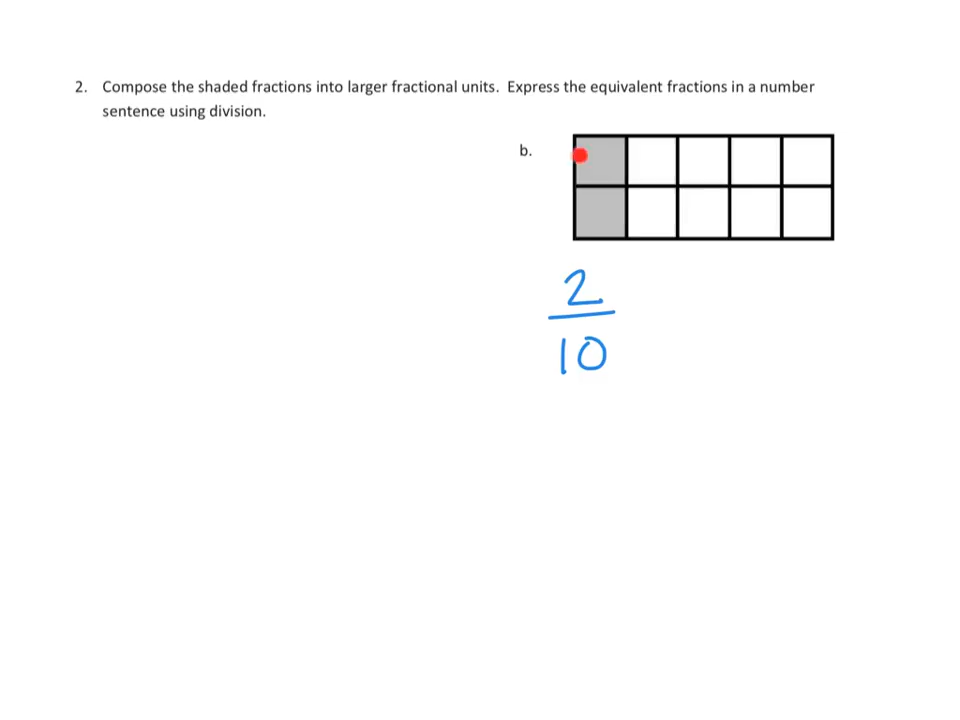 2. Compose the shaded fractions into larger fractional units. Express the equivalent fractions in a number
sentence using division.
b.
2
10